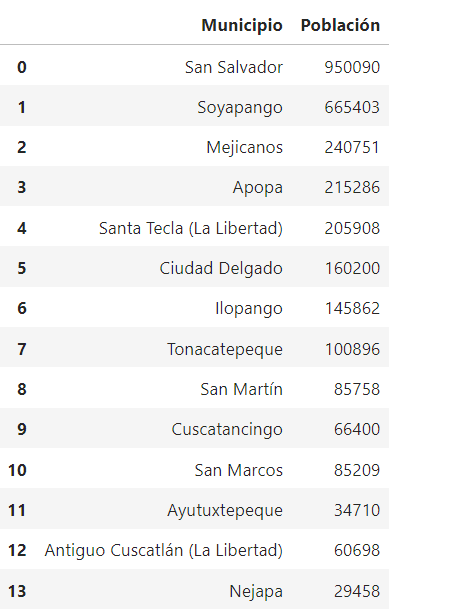 Municipio Población
0 San Salvador 950090
1 Soyapango 665403
2 Mejicanos 240751
3 Apopa 215286
4 Santa Tecla (La Libertad) 205908
5 Ciudad Delgado 160200
6 Ilopango 145862
7 Tonacatepeque 100896
8 San Martín 85758
9 Cuscatancingo 66400
10 San Marcos 85209
11 Ayutuxtepeque 34710
12 Antiguo Cuscatlán (La Libertad) 60698
13 Nejapa 29458